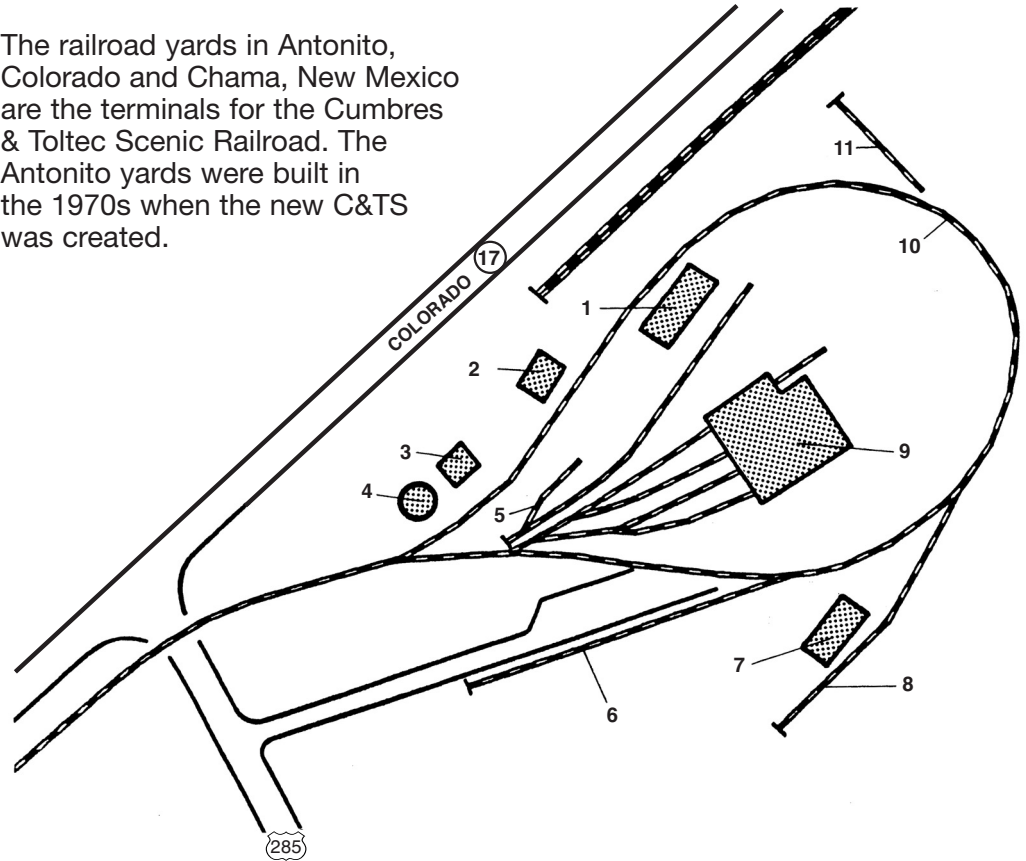 The railroad yards in Antonito,
Colorado and Chama, New Mexico
are the terminals for the Cumbres
& Toltec Scenic Railroad. The
Antonito yards were built in
the 1970s when the new C&TS
was created.
COLORADO 17
11
10
1
2
3
4
5
9
7
8
6
285